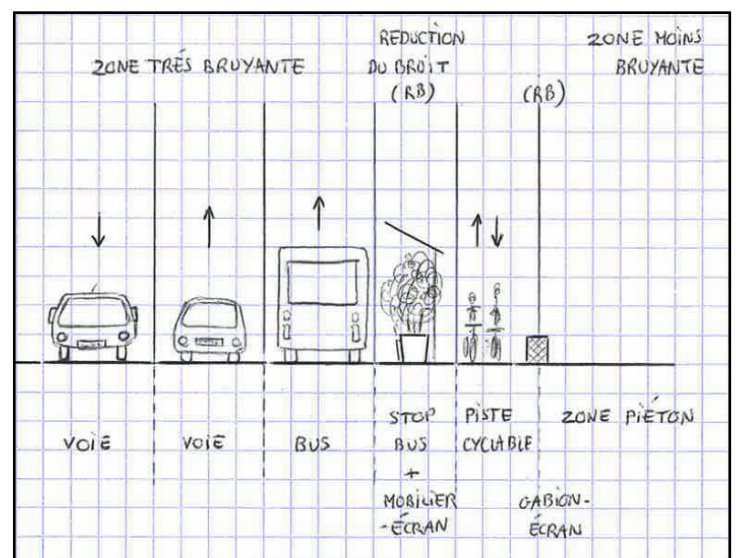 ZONE TRÉS BRUYANTE
REDUCTION
DU BRUIT
(RB)
(RB)
ZONE MOINS
BRUYANTE
VOIE
VOIE
BUS
STOP
BUS
+
MOBILIER
-ÉCRAN
PISTE
CYCLABLE
GABION-
ÉCRAN
ZONE PIÉTON